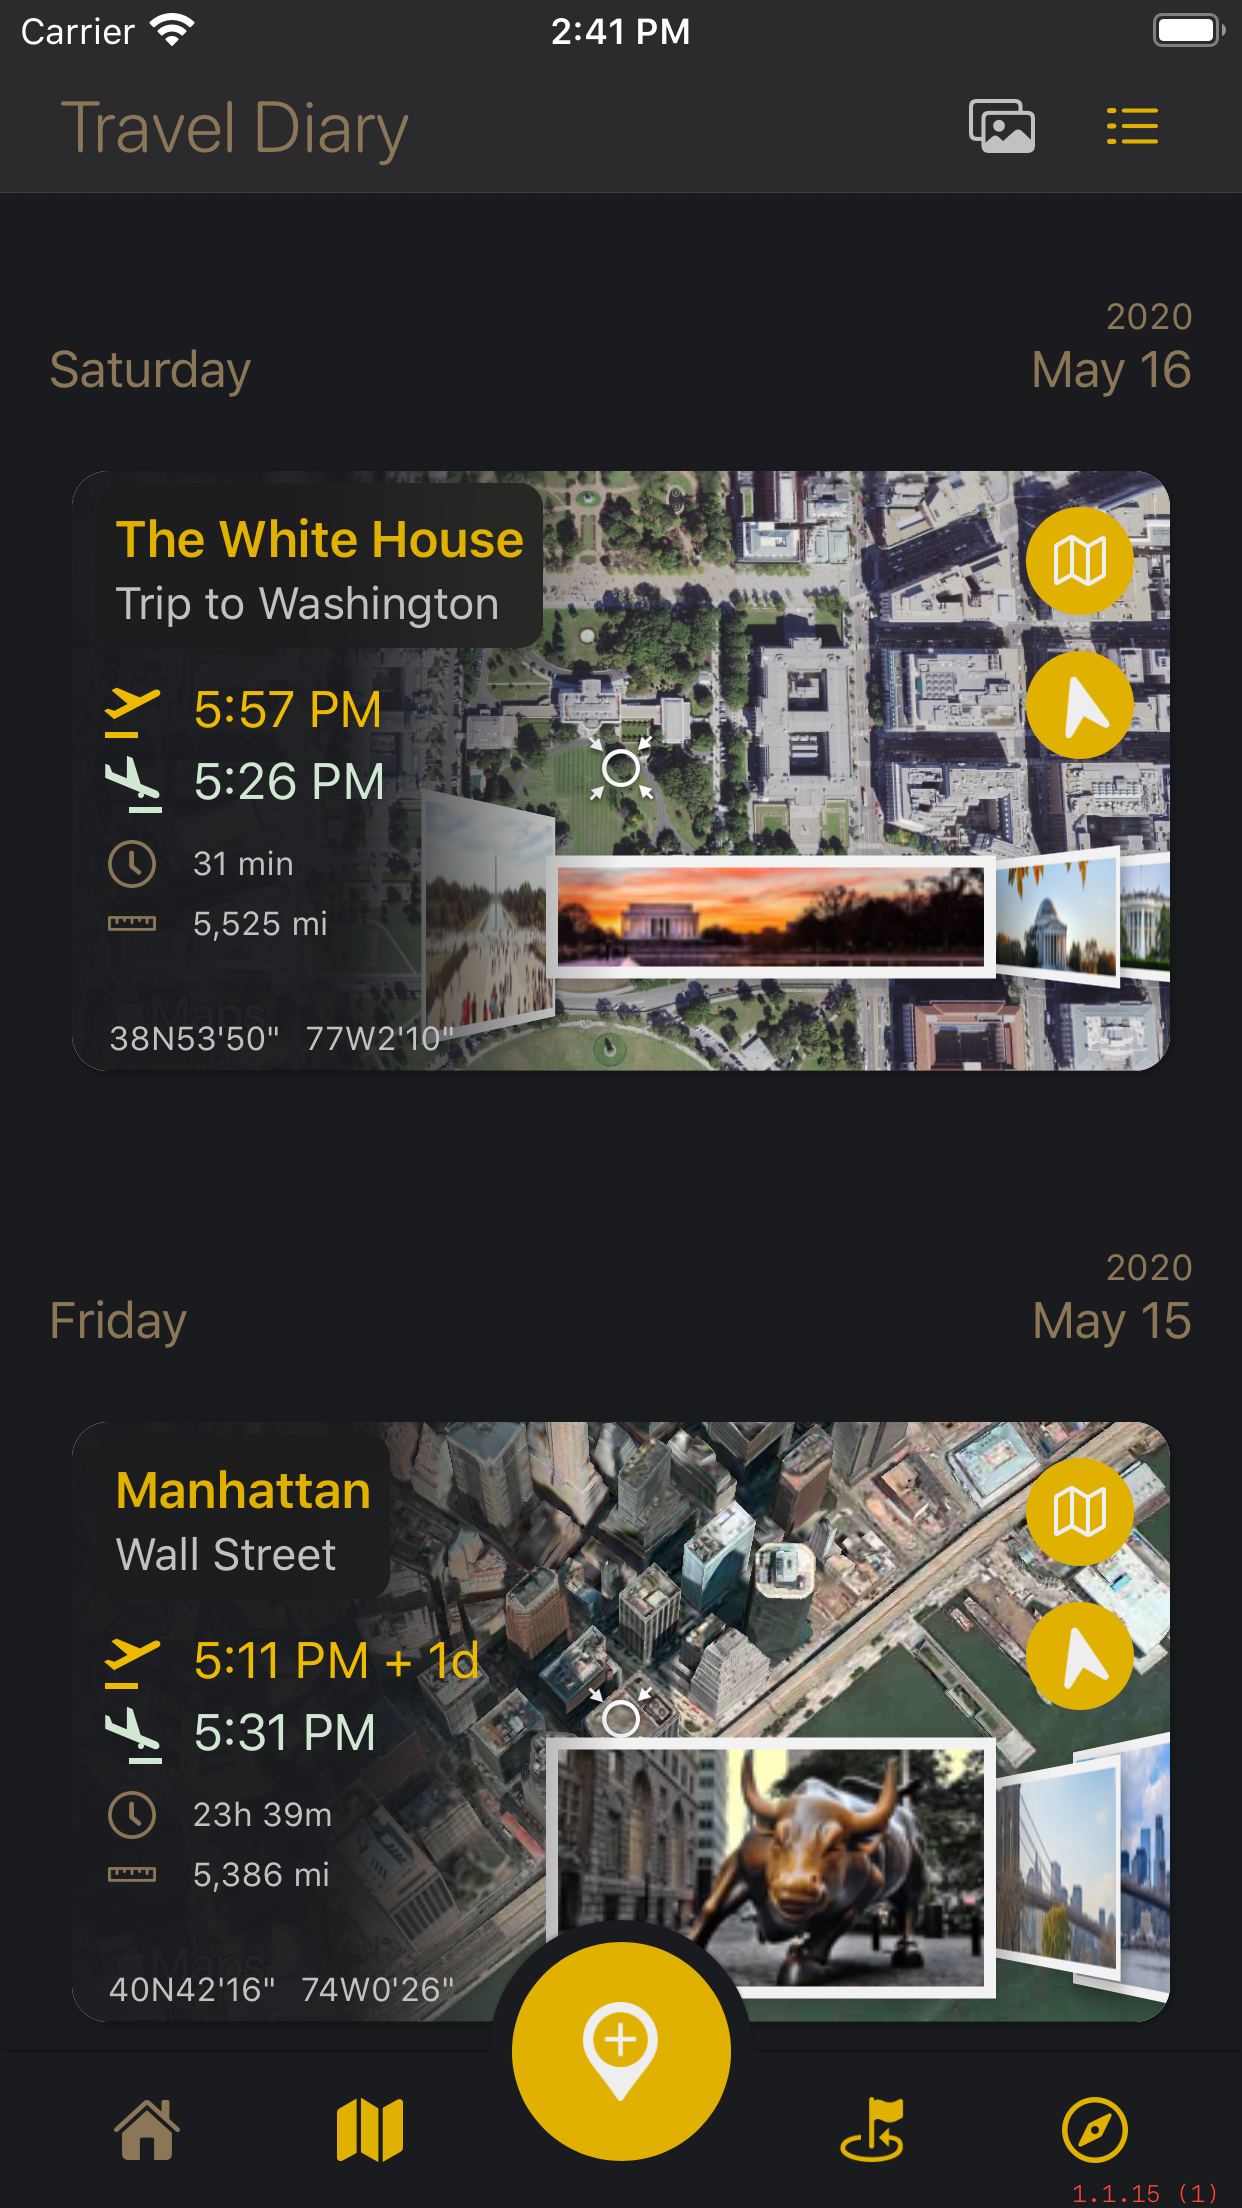 Carrier 2:41 PM
Travel Diary
2020
Saturday May 16
The White House
Trip to Washington
5:57 PM
5:26 PM
31 min
5,525 mi
Maps
38N53'50" 77W2'10"
2020
Friday May 15
Manhattan
Wall Street
5:11 PM + 1d
5:31 PM
23h 39m
5,386 mi
Maps
40N42'16" 74W0'26"
1.1.15 (1)